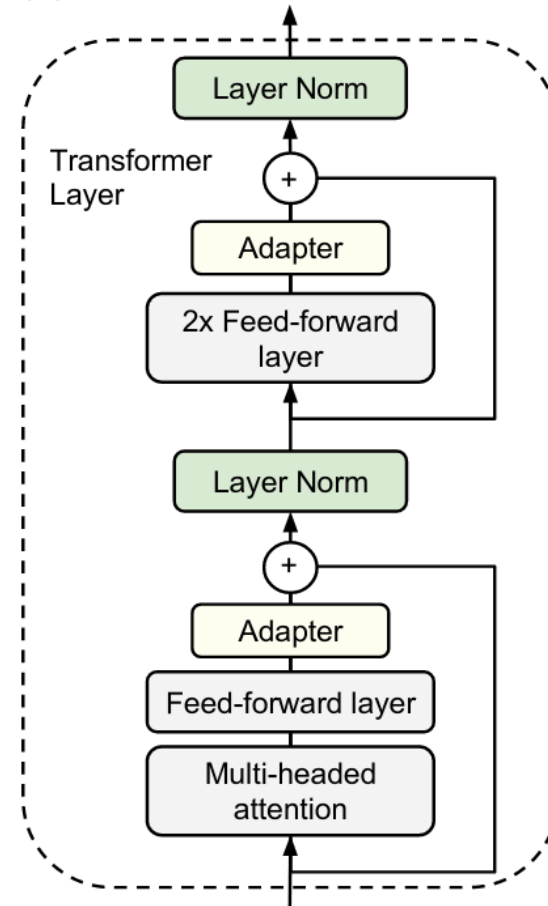 Layer Norm
Transformer
Layer
+
Adapter
2x Feed-forward
layer
Layer Norm
+
Adapter
Feed-forward layer
Multi-headed
attention